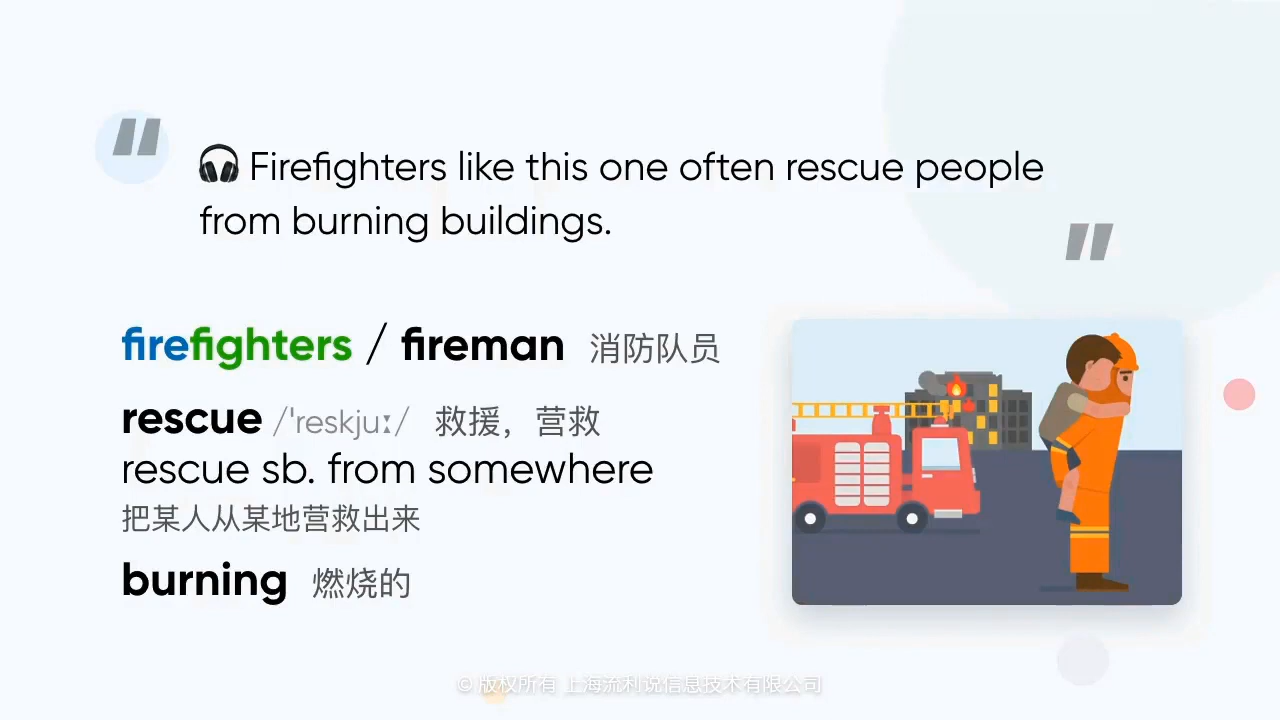 " Firefighters like this one often rescue people
from burning buildings. "
firefighters / fireman 消防队员
rescue /ˈreskjuː/ 救援，营救
rescue sb. from somewhere
把某人从某地营救出来
burning 燃烧的
© 版权所有 上海流利说信息技术有限公司